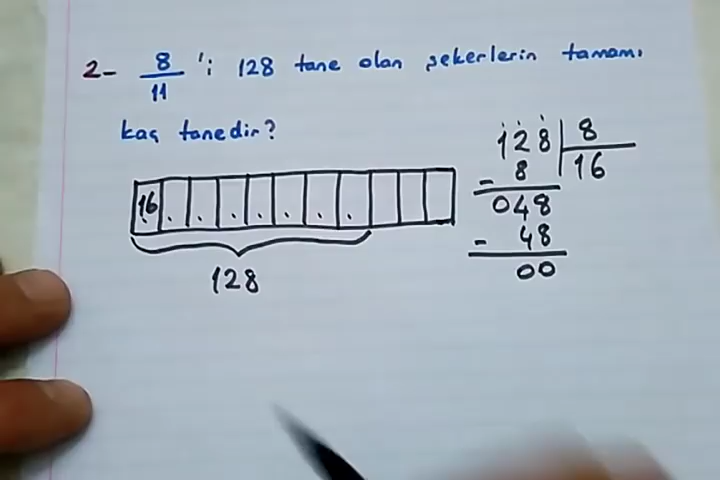 2- 8/11 'i 128 tane olan şekerlerin tamamı
kaç tanedir?
128 | 8
- 8 16
048
- 48
00
16
128